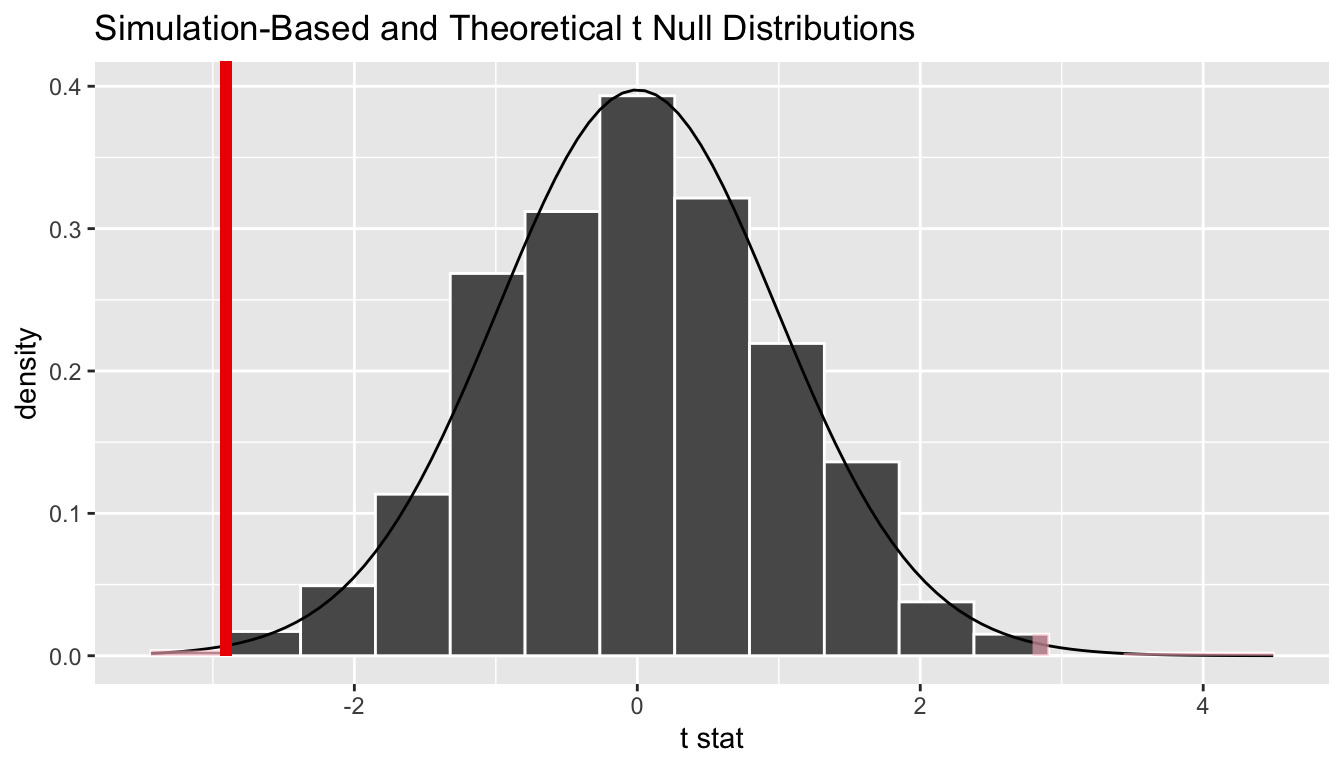 Simulation-Based and Theoretical t Null Distributions
0.4
0.3
0.2
0.1
0.0
density
-2 0 2 4
t stat